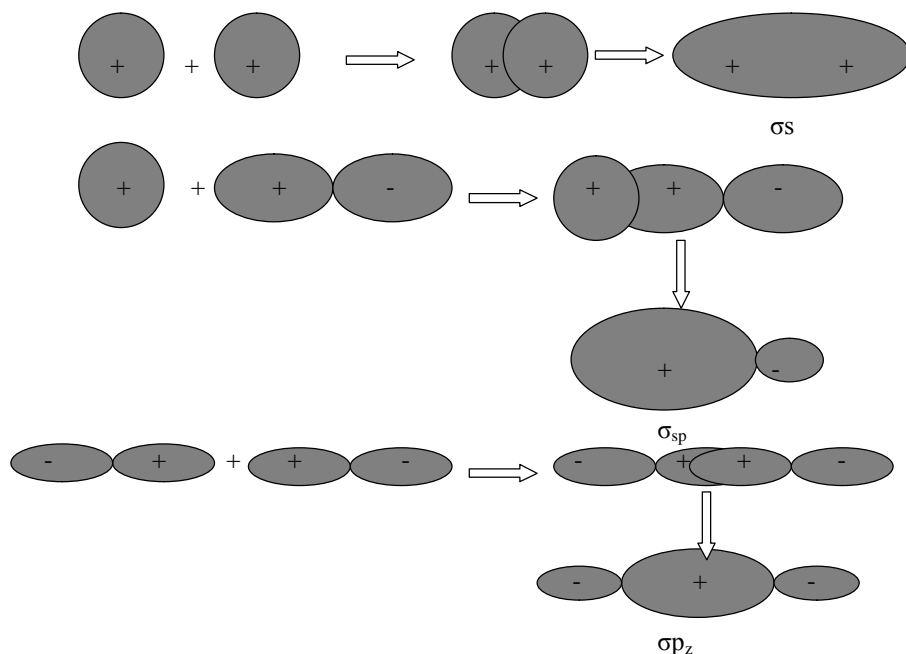 + + + + + + +
σs
+ + + - + + -
+ -
σsp
- + + + - - + + -
- + -
σpz